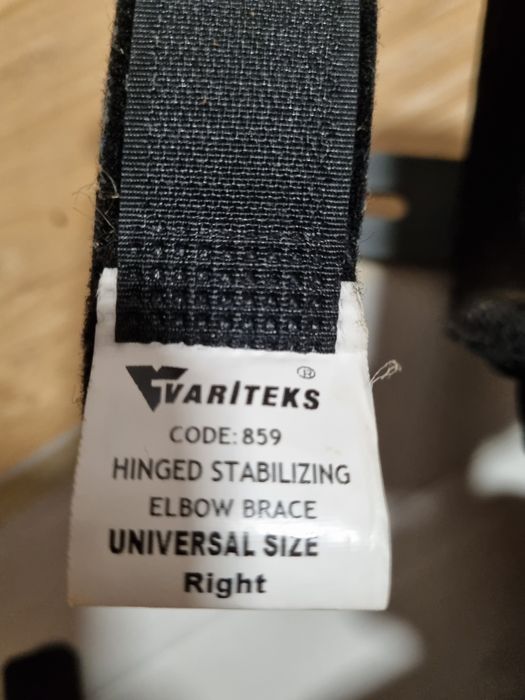 VARITEKS ®
CODE: 859
HINGED STABILIZING
ELBOW BRACE
UNIVERSAL SIZE
Right